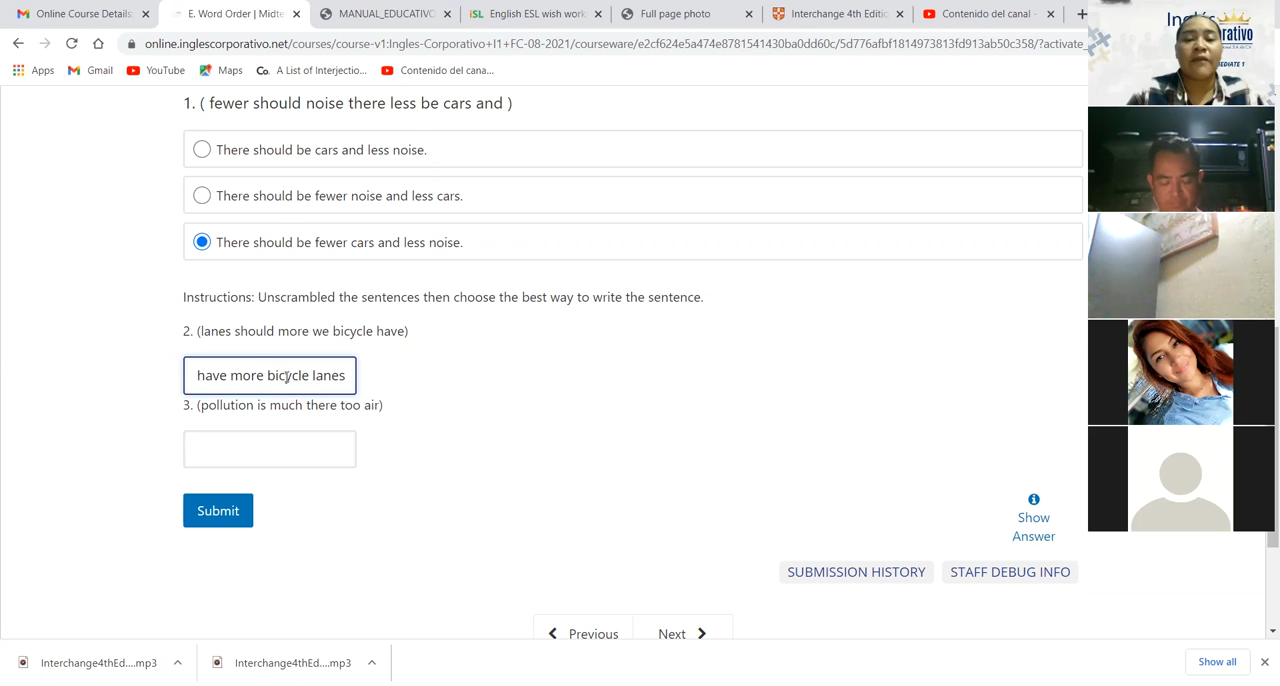 Online Course Details:
E. Word Order | Midte
MANUAL_EDUCATIVO
iSL English ESL wish work
Full page photo
Interchange 4th Editio
Contenido del canal -
online.inglescorporativo.net/courses/course-v1:Ingles-Corporativo+I1+FC-08-2021/courseware/e2cf624e5a474e8781541430ba0dd60c/5d776afbf1814973813fd913ab50c358/?activate_
Apps
Gmail
YouTube
Maps
Co. A List of Interjectio...
Contenido del cana...
1. ( fewer should noise there less be cars and )
There should be cars and less noise.
There should be fewer noise and less cars.
There should be fewer cars and less noise.
Instructions: Unscrambled the sentences then choose the best way to write the sentence.
2. (lanes should more we bicycle have)
have more bicycle lanes
3. (pollution is much there too air)
Submit
Show
Answer
SUBMISSION HISTORY
STAFF DEBUG INFO
Previous
Next
Interchange4thEd....mp3
Interchange4thEd....mp3
Show all